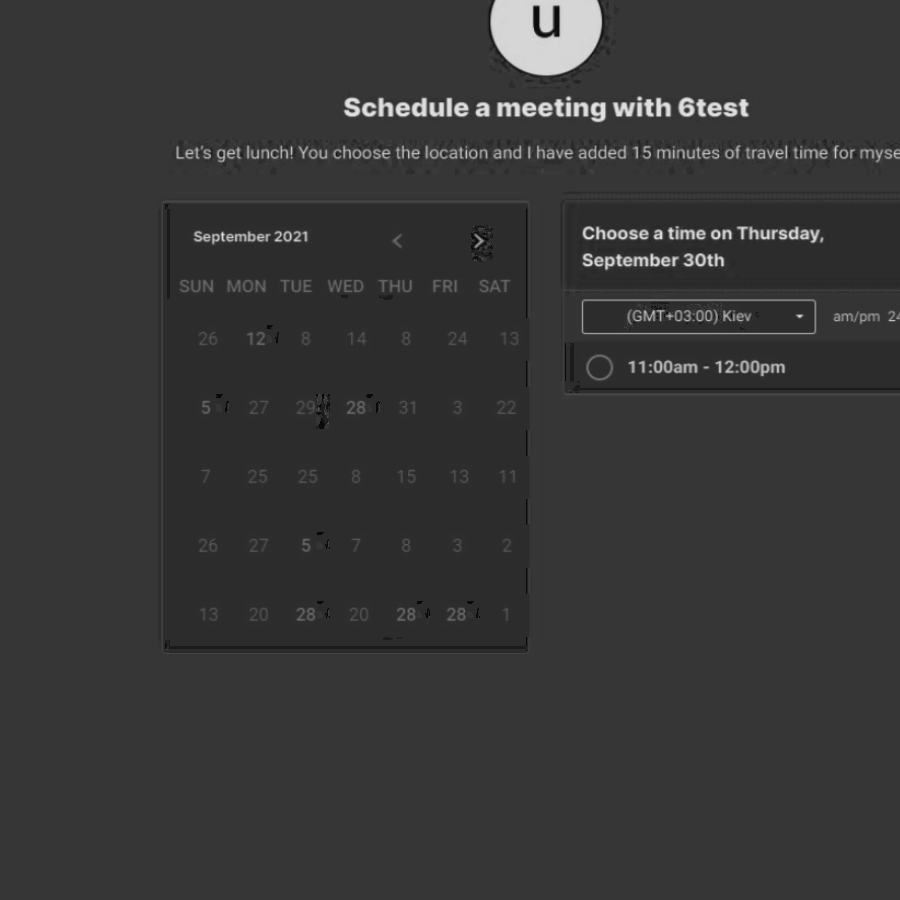 u
Schedule a meeting with 6test
Let's get lunch! You choose the location and I have added 15 minutes of travel time for myse
September 2021
SUN MON TUE WED THU FRI SAT
26 12 8 14 8 24 13
5 27 29 28 31 3 22
7 25 25 8 15 13 11
26 27 5 7 8 3 2
13 20 28 20 28 28 1
Choose a time on Thursday,
September 30th
(GMT+03:00) Kiev am/pm 24
11:00am - 12:00pm